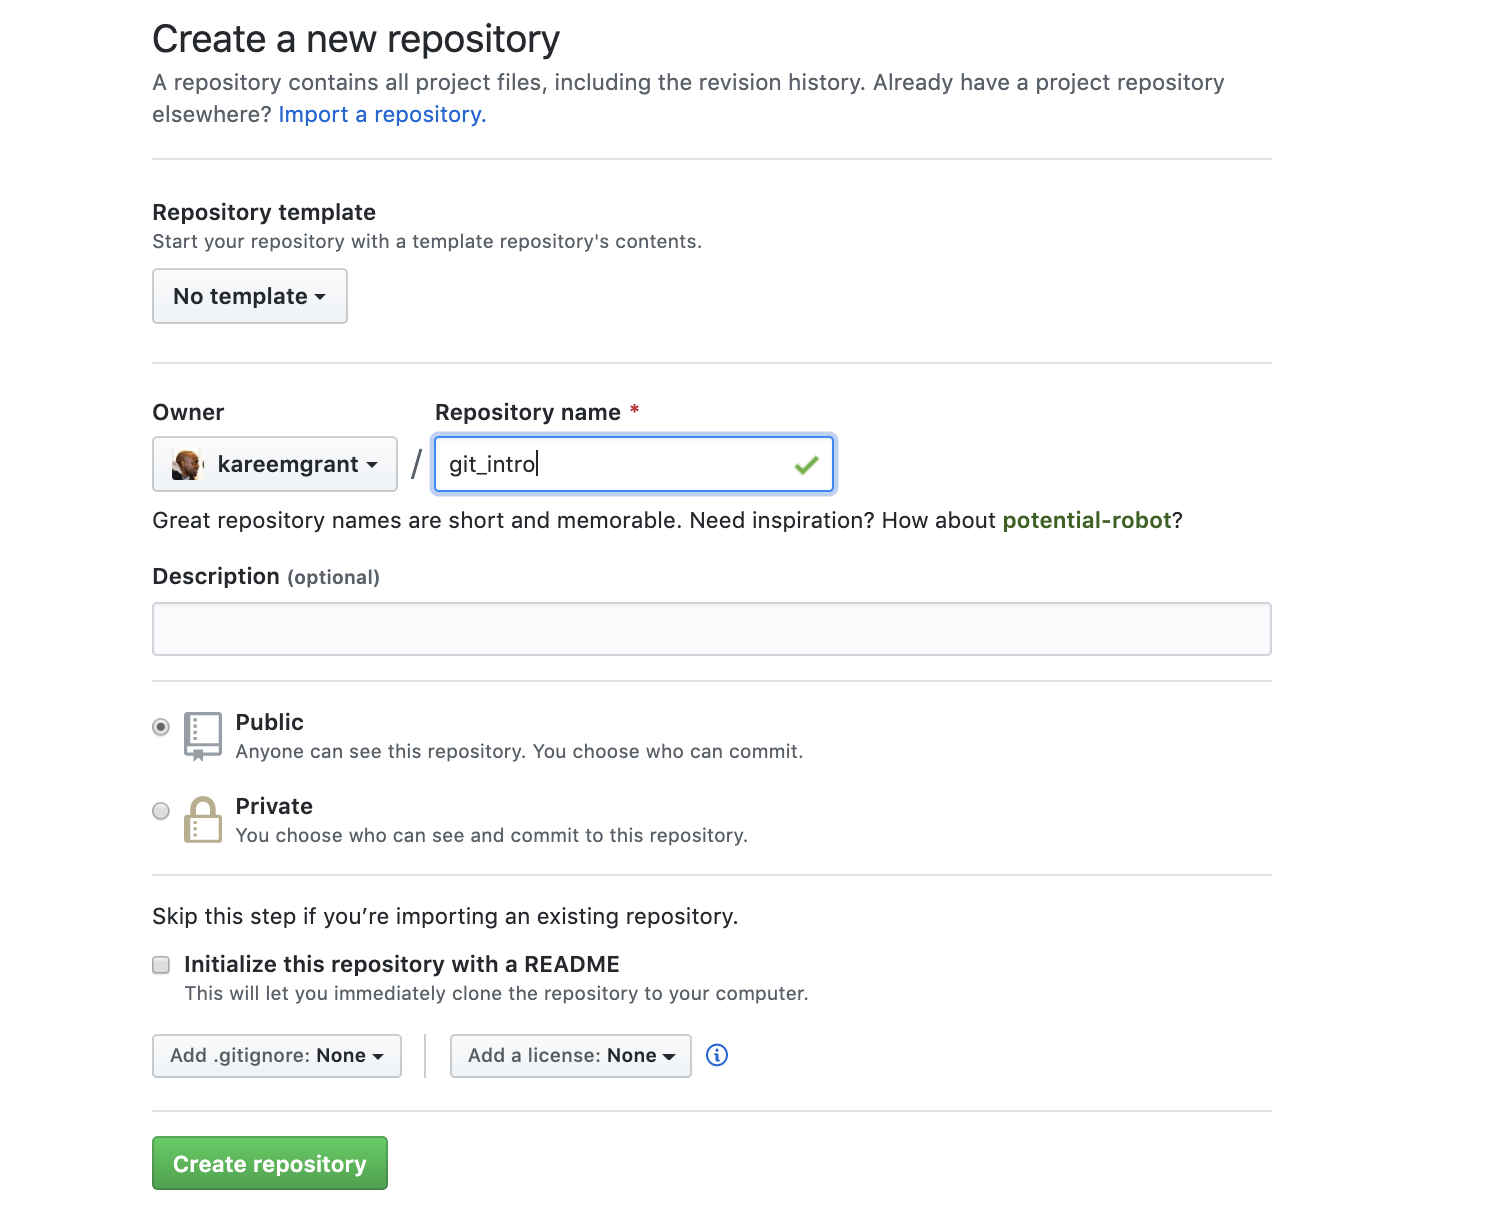 Create a new repository
A repository contains all project files, including the revision history. Already have a project repository
elsewhere? Import a repository.
Repository template
Start your repository with a template repository's contents.
No template
Owner
Repository name *
kareemgrant / git_intro
Great repository names are short and memorable. Need inspiration? How about potential-robot?
Description (optional)
Public
Anyone can see this repository. You choose who can commit.
Private
You choose who can see and commit to this repository.
Skip this step if you’re importing an existing repository.
Initialize this repository with a README
This will let you immediately clone the repository to your computer.
Add .gitignore: None
Add a license: None
Create repository